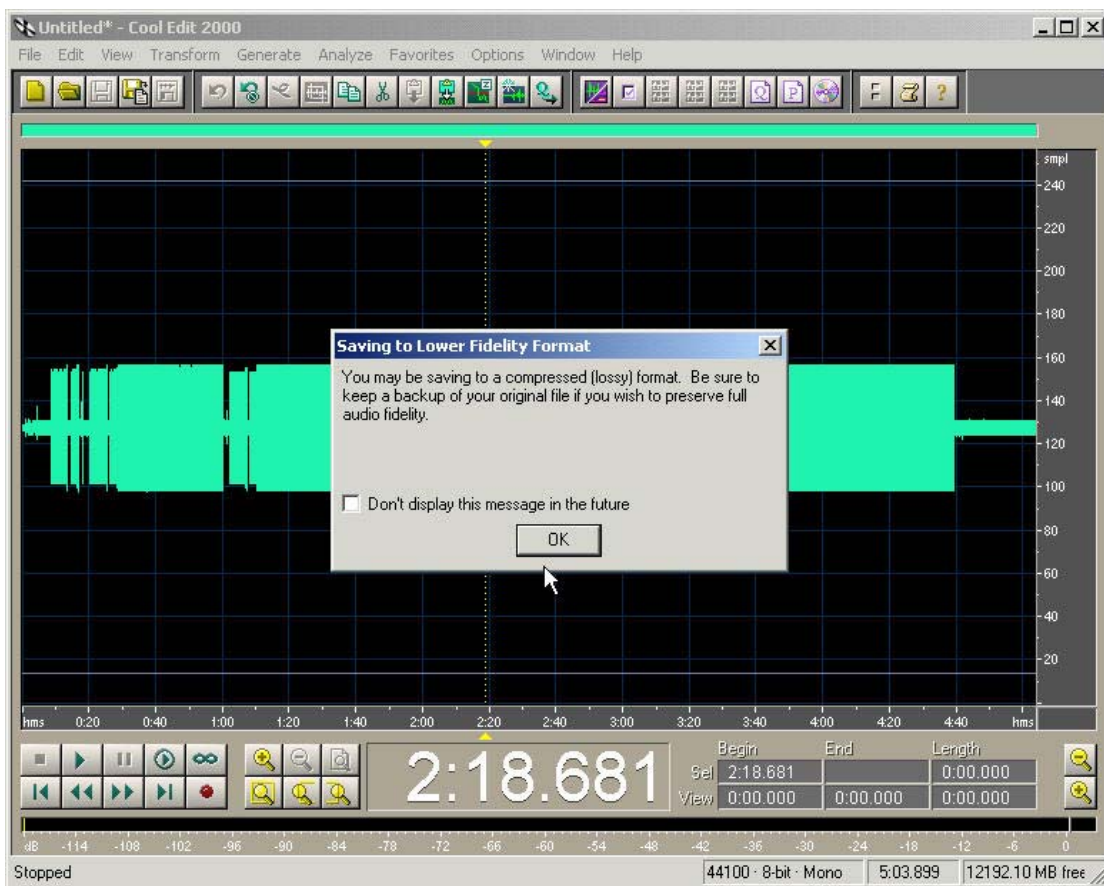 Untitled* - Cool Edit 2000
File Edit View Transform Generate Analyze Favorites Options Window Help
smpl
240
220
200
180
160
140
120
100
80
60
40
20
Saving to Lower Fidelity Format
You may be saving to a compressed (lossy) format. Be sure to
keep a backup of your original file if you wish to preserve full
audio fidelity.
Don't display this message in the future
OK
hms 0:20 0:40 1:00 1:20 1:40 2:00 2:20 2:40 3:00 3:20 3:40 4:00 4:20 4:40 hms
2:18.681
Begin End Length
Sel 2:18.681 0:00.000
View 0:00.000 0:00.000 0:00.000
dB -114 -108 -102 -96 -90 -84 -78 -72 -66 -60 -54 -48 -42 -36 -30 -24 -18 -12 -6 0
Stopped 44100 · 8-bit · Mono 5:03.899 12192.10 MB free